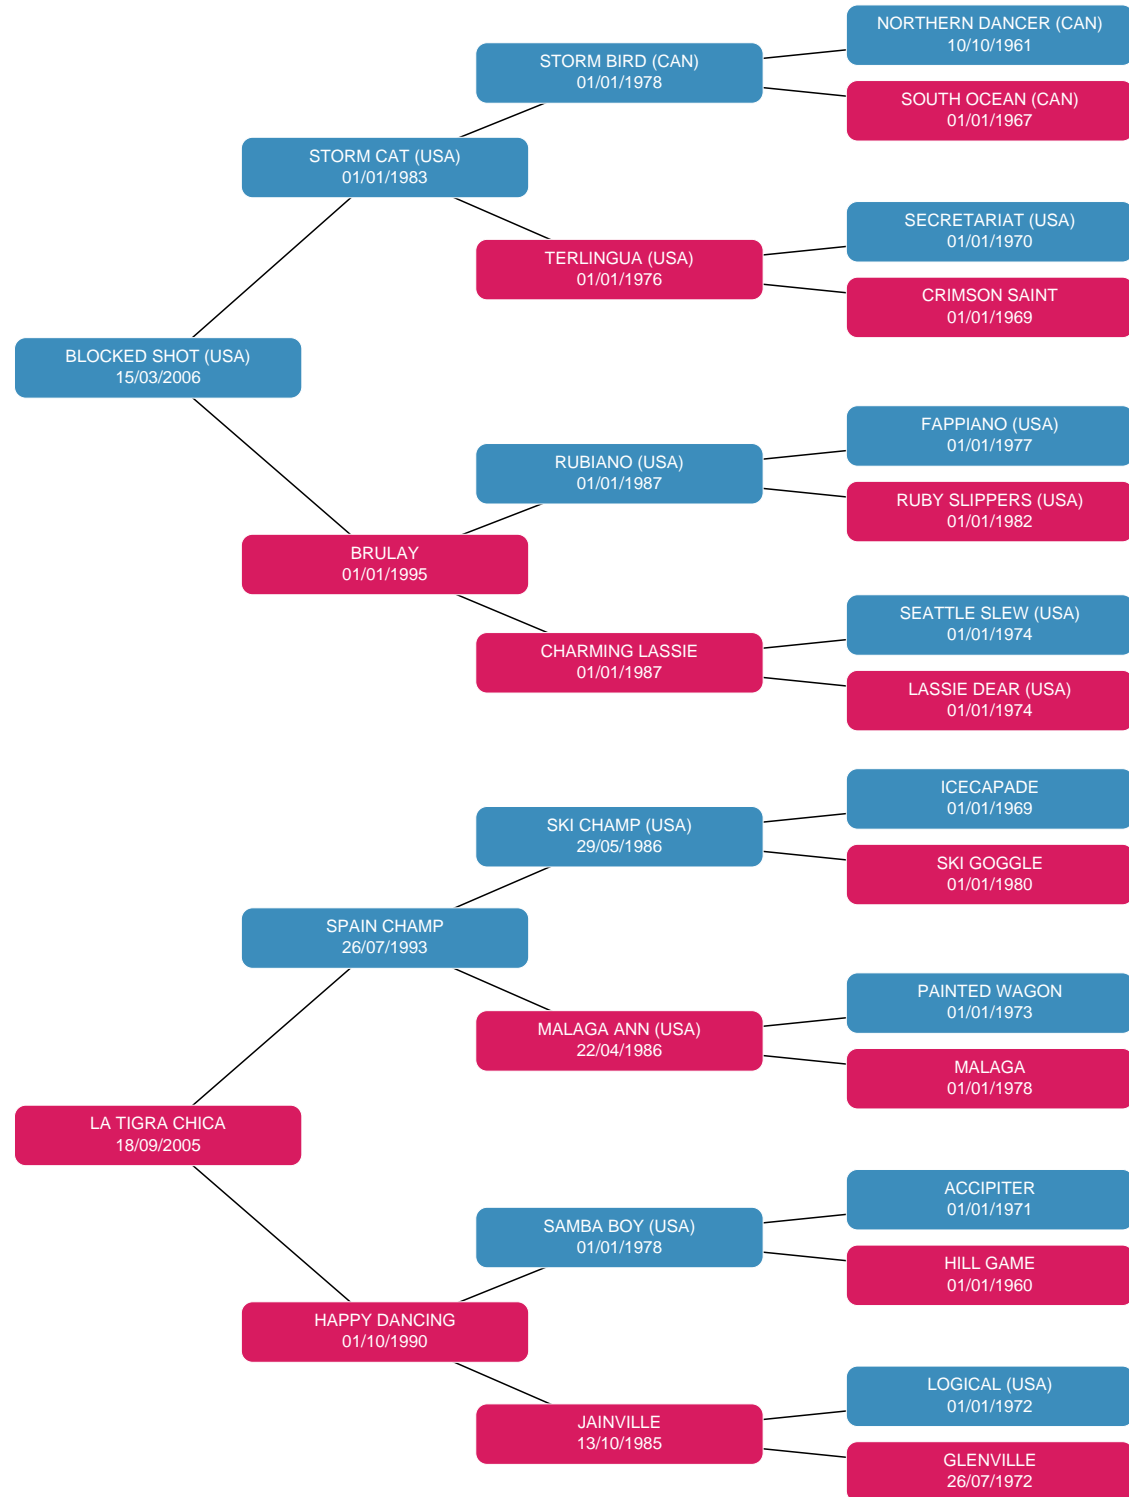 NORTHERN DANCER (CAN)
10/10/1961
STORM BIRD (CAN)
01/01/1978
SOUTH OCEAN (CAN)
01/01/1967
STORM CAT (USA)
01/01/1983
SECRETARIAT (USA)
01/01/1970
TERLINGUA (USA)
01/01/1976
CRIMSON SAINT
01/01/1969
BLOCKED SHOT (USA)
15/03/2006
FAPPIANO (USA)
01/01/1977
RUBIANO (USA)
01/01/1987
RUBY SLIPPERS (USA)
01/01/1982
BRULAY
01/01/1995
SEATTLE SLEW (USA)
01/01/1974
CHARMING LASSIE
01/01/1987
LASSIE DEAR (USA)
01/01/1974
ICECAPADE
01/01/1969
SKI CHAMP (USA)
29/05/1986
SKI GOGGLE
01/01/1980
SPAIN CHAMP
26/07/1993
PAINTED WAGON
01/01/1973
MALAGA ANN (USA)
22/04/1986
MALAGA
01/01/1978
LA TIGRA CHICA
18/09/2005
ACCIPITER
01/01/1971
SAMBA BOY (USA)
01/01/1978
HILL GAME
01/01/1960
HAPPY DANCING
01/10/1990
LOGICAL (USA)
01/01/1972
JAINVILLE
13/10/1985
GLENVILLE
26/07/1972